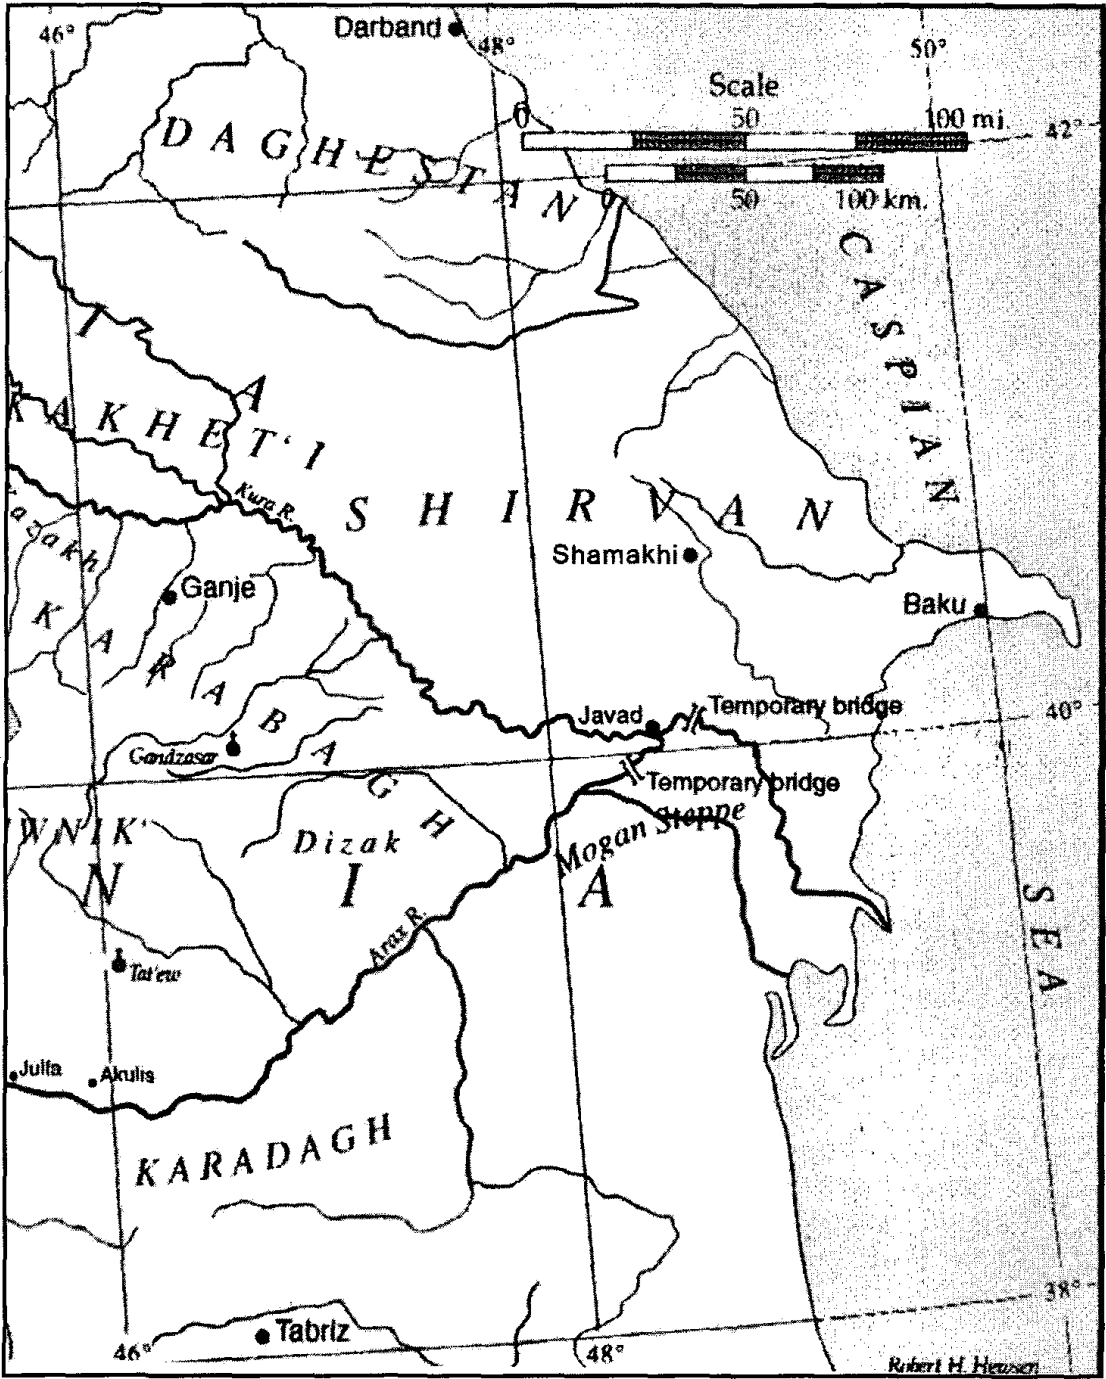 46°
Darband
48°
50°
Scale
0 50 100 mi.
42°
0 50 100 km.
DAGHESTAN
CASPIAN
I A
KAKHET‘I
Kura R.
SHIRVAN
Shamakhi
Baku
Ganje
KARABAGH
Javad
Temporary bridge
40°
Gandzasar
Temporary bridge
Mogan Steppe
WNIK‘
Dizak
N I A
SEA
Arax R.
Tat'ew
Julfa
Akulis
KARADAGH
38°
Tabriz
46°
48°
Robert H. Hewsen